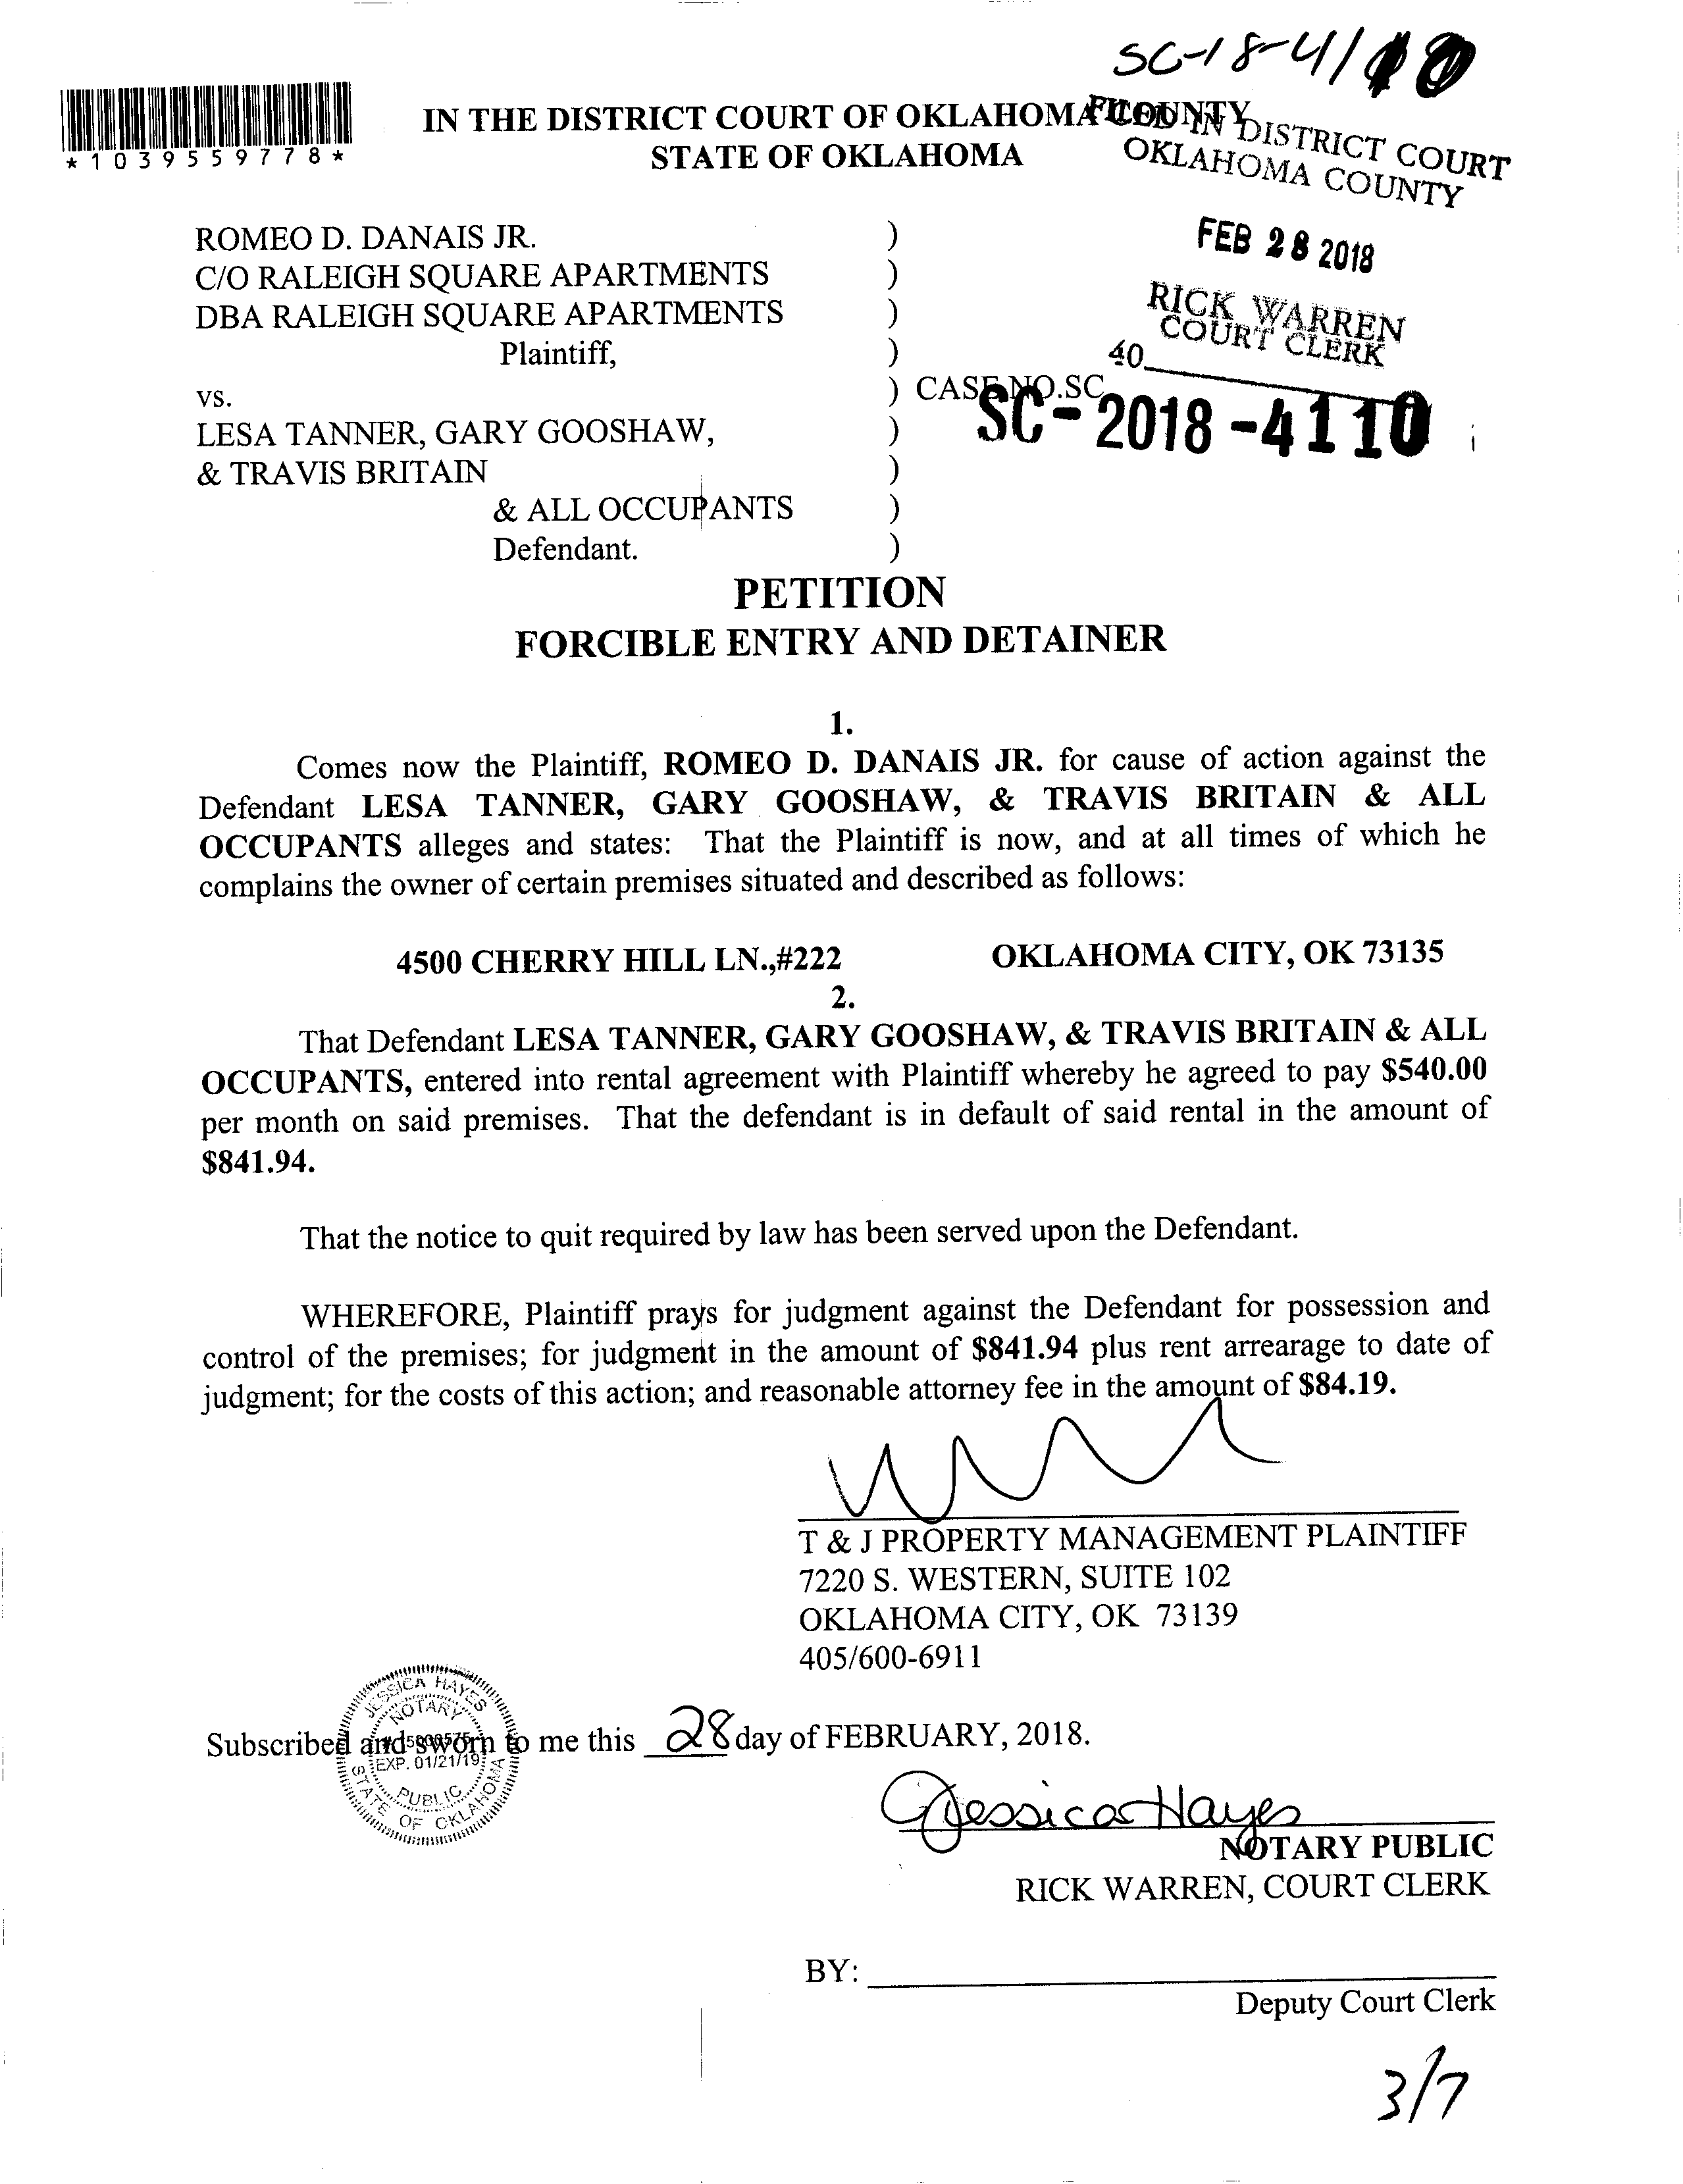 SC-18-4110
*1039559778*
IN THE DISTRICT COURT OF OKLAHOMA COUNTY
STATE OF OKLAHOMA
FILED IN DISTRICT COURT
OKLAHOMA COUNTY
FEB 28 2018
RICK WARREN
COURT CLERK
40
ROMEO D. DANAIS JR. )
C/O RALEIGH SQUARE APARTMENTS )
DBA RALEIGH SQUARE APARTMENTS )
Plaintiff, )
vs. ) CASE NO.SC
SC-2018-4110
LESA TANNER, GARY GOOSHAW, )
& TRAVIS BRITAIN )
& ALL OCCUPANTS )
Defendant. )
PETITION
FORCIBLE ENTRY AND DETAINER
1.
Comes now the Plaintiff, ROMEO D. DANAIS JR. for cause of action against the
Defendant LESA TANNER, GARY GOOSHAW, & TRAVIS BRITAIN & ALL
OCCUPANTS alleges and states: That the Plaintiff is now, and at all times of which he
complains the owner of certain premises situated and described as follows:
4500 CHERRY HILL LN.,#222 OKLAHOMA CITY, OK 73135
2.
That Defendant LESA TANNER, GARY GOOSHAW, & TRAVIS BRITAIN & ALL
OCCUPANTS, entered into rental agreement with Plaintiff whereby he agreed to pay $540.00
per month on said premises. That the defendant is in default of said rental in the amount of
$841.94.
That the notice to quit required by law has been served upon the Defendant.
WHEREFORE, Plaintiff prays for judgment against the Defendant for possession and
control of the premises; for judgment in the amount of $841.94 plus rent arrearage to date of
judgment; for the costs of this action; and reasonable attorney fee in the amount of $84.19.
T & J PROPERTY MANAGEMENT PLAINTIFF
7220 S. WESTERN, SUITE 102
OKLAHOMA CITY, OK 73139
405/600-6911
Subscribed and sworn to me this 28 day of FEBRUARY, 2018.
JESSICA HAYES
NOTARY
EXP. 01/21/19
PUBLIC
STATE OF OKLAHOMA
Jessica Hayes
NOTARY PUBLIC
RICK WARREN, COURT CLERK
BY:
Deputy Court Clerk
3/7